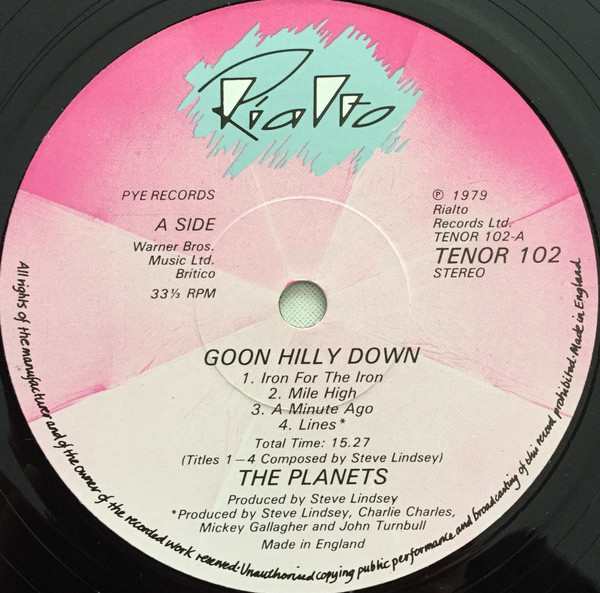 Rialto
PYE RECORDS
A SIDE
Warner Bros.
Music Ltd.
Britico
33⅓ RPM
℗ 1979
Rialto
Records Ltd.
TENOR 102-A
TENOR 102
STEREO
GOON HILLY DOWN
1. Iron For The Iron
2. Mile High
3. A Minute Ago
4. Lines*
Total Time: 15.27
(Titles 1—4 Composed by Steve Lindsey)
THE PLANETS
Produced by Steve Lindsey
*Produced by Steve Lindsey, Charlie Charles,
Mickey Gallagher and John Turnbull
Made in England
All rights of the manufacturer and of the owner of the recorded work reserved. Unauthorised copying public performance and broadcasting of this record prohibited. Made in England.